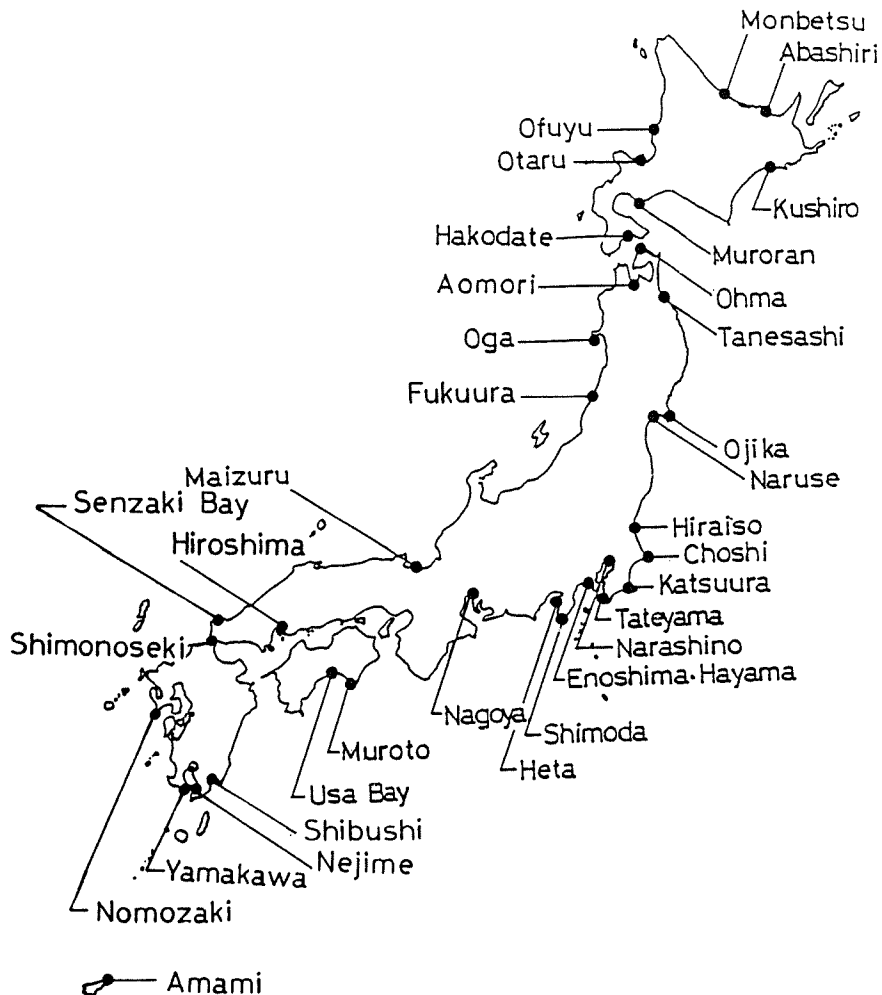 Monbetsu
Abashiri
Ofuyu
Otaru
Kushiro
Hakodate
Muroran
Aomori
Ohma
Tanesashi
Oga
Fukuura
Ojika
Naruse
Maizuru
Senzaki Bay
Hiroshima
Hiraiso
Choshi
Katsuura
Tateyama
Shimonoseki
Narashino
Enoshima·Hayama
Nagoya
Shimoda
Muroto
Heta
Usa Bay
Shibushi
Nejime
Yamakawa
Nomozaki
Amami